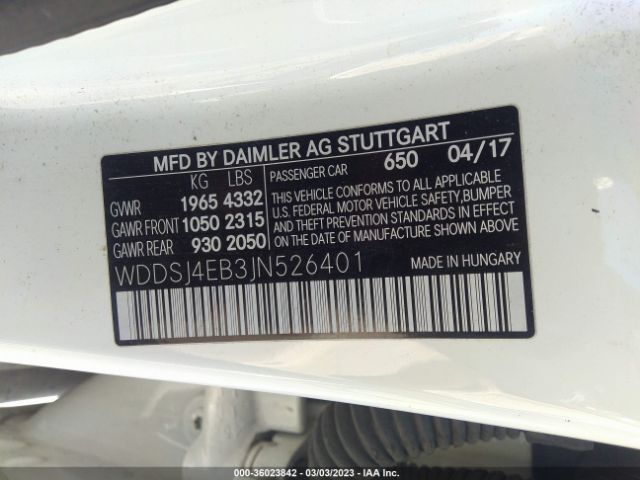 MFD BY DAIMLER AG STUTTGART
KG LBS
GVWR 1965 4332
GAWR FRONT 1050 2315
GAWR REAR 930 2050
PASSENGER CAR 650 04/17
THIS VEHICLE CONFORMS TO ALL APPLICABLE
U.S. FEDERAL MOTOR VEHICLE SAFETY,BUMPER
AND THEFT PREVENTION STANDARDS IN EFFECT
ON THE DATE OF MANUFACTURE SHOWN ABOVE
WDDSJ4EB3JN526401 MADE IN HUNGARY
000-36023842 - 03/03/2023 - IAA Inc.